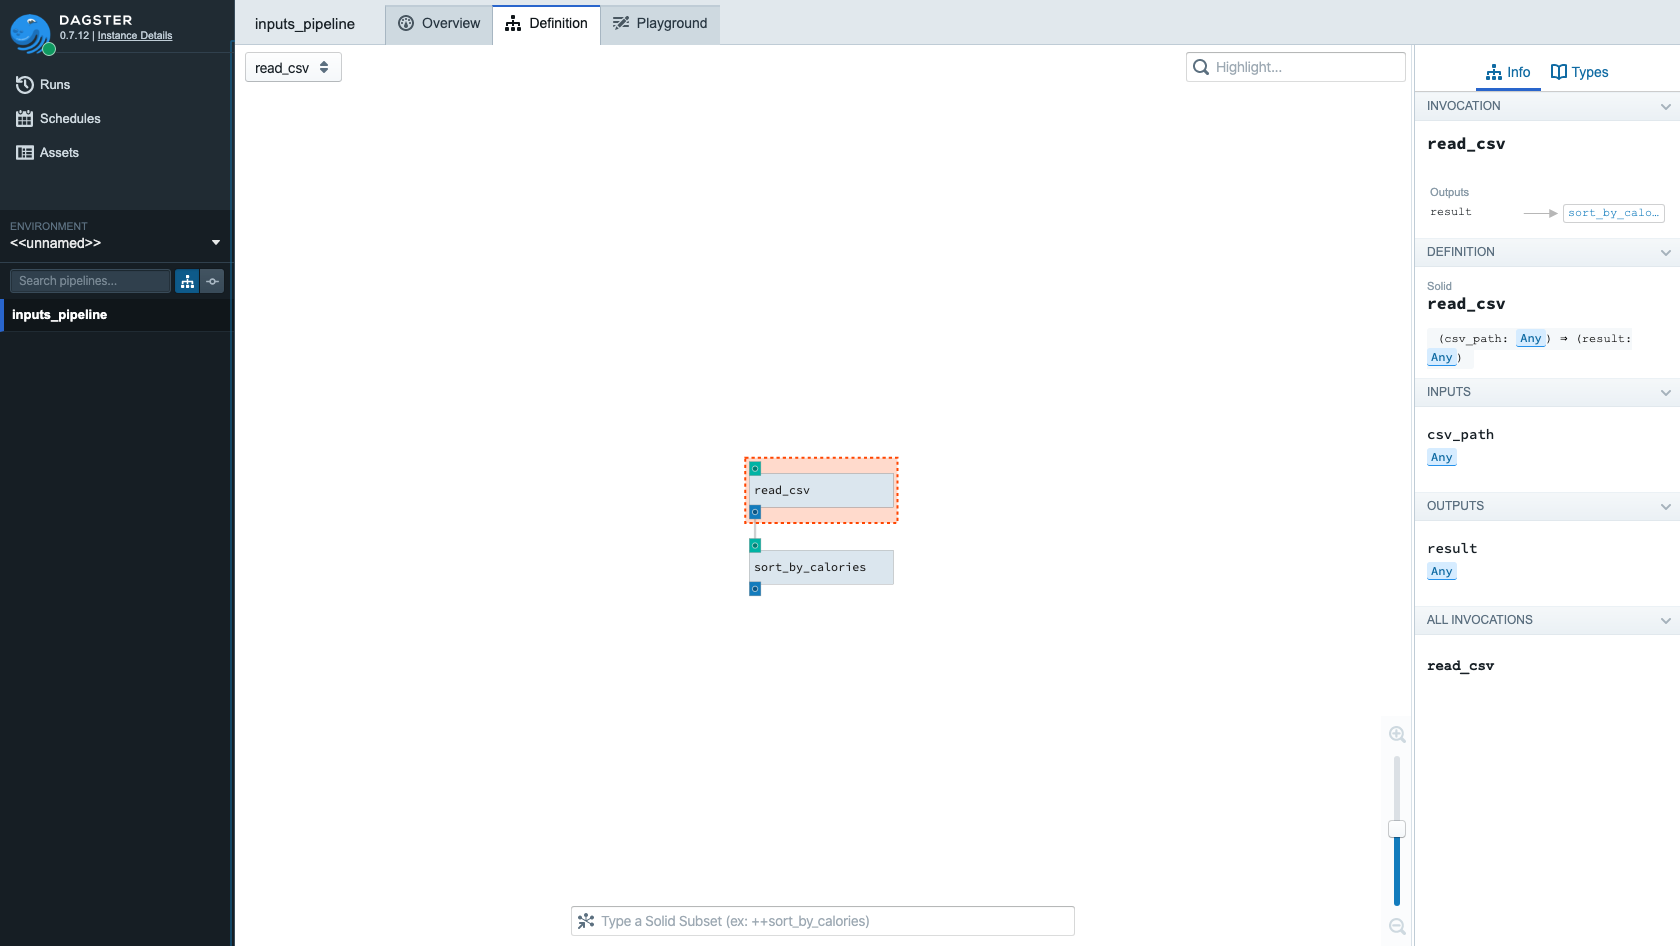 DAGSTER
0.7.12 | Instance Details
Runs
Schedules
Assets
ENVIRONMENT
<<unnamed>>
Search pipelines...
inputs_pipeline
inputs_pipeline
Overview
Definition
Playground
read_csv
Highlight...
read_csv
sort_by_calories
Type a Solid Subset (ex: ++sort_by_calories)
Info
Types
INVOCATION
read_csv
Outputs
result
sort_by_calo…
DEFINITION
Solid
read_csv
(csv_path: Any) ⇒ (result:
Any)
INPUTS
csv_path
Any
OUTPUTS
result
Any
ALL INVOCATIONS
read_csv